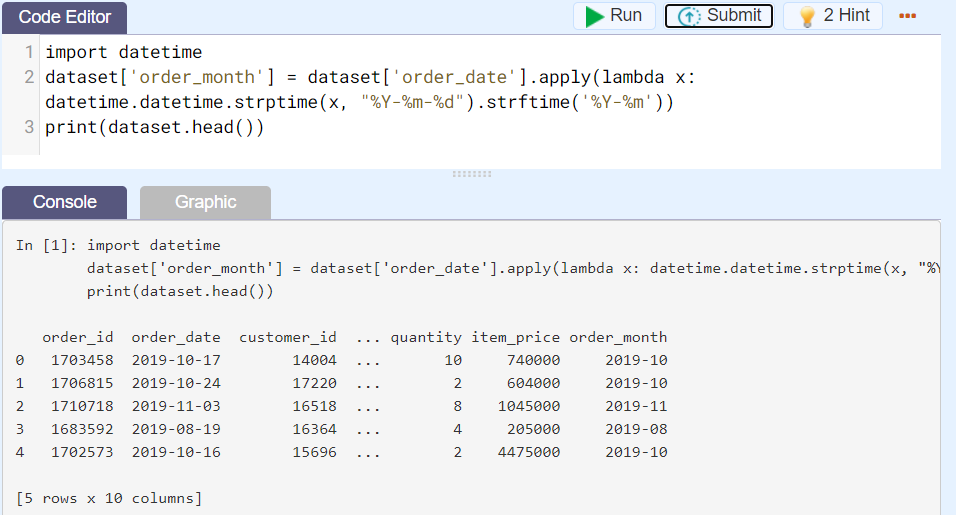 Code Editor Run Submit 2 Hint
1 import datetime
2 dataset['order_month'] = dataset['order_date'].apply(lambda x:
datetime.datetime.strptime(x, "%Y-%m-%d").strftime('%Y-%m'))
3 print(dataset.head())
Console Graphic
In [1]: import datetime
dataset['order_month'] = dataset['order_date'].apply(lambda x: datetime.datetime.strptime(x, "%Y
print(dataset.head())
order_id order_date customer_id ... quantity item_price order_month
0 1703458 2019-10-17 14004 ... 10 740000 2019-10
1 1706815 2019-10-24 17220 ... 2 604000 2019-10
2 1710718 2019-11-03 16518 ... 8 1045000 2019-11
3 1683592 2019-08-19 16364 ... 4 205000 2019-08
4 1702573 2019-10-16 15696 ... 2 4475000 2019-10
[5 rows x 10 columns]